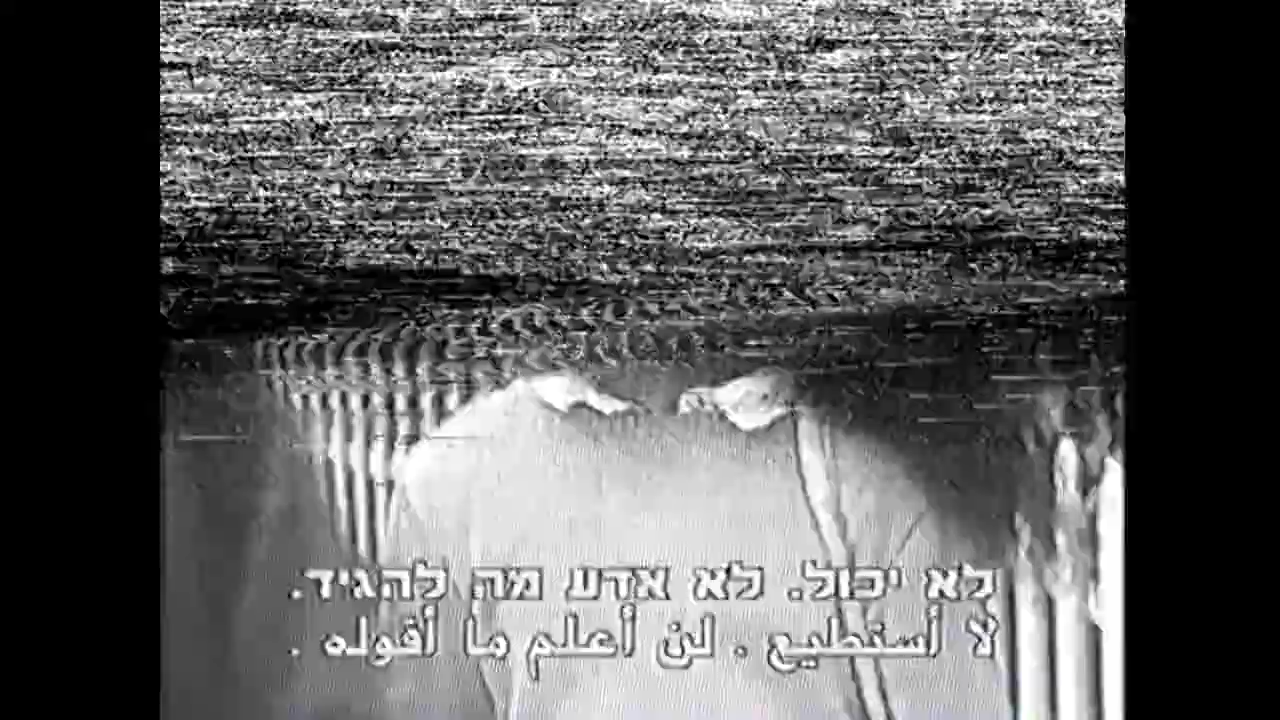 לא יכול. לא אדע מה להגיד.
لا أستطيع . لن أعلم ما أقوله .